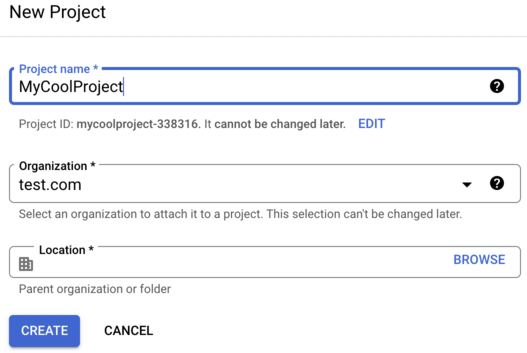 New Project
Project name *
MyCoolProject
Project ID: mycoolproject-338316. It cannot be changed later. EDIT
Organization *
test.com
Select an organization to attach it to a project. This selection can't be changed later.
Location *
BROWSE
Parent organization or folder
CREATE CANCEL